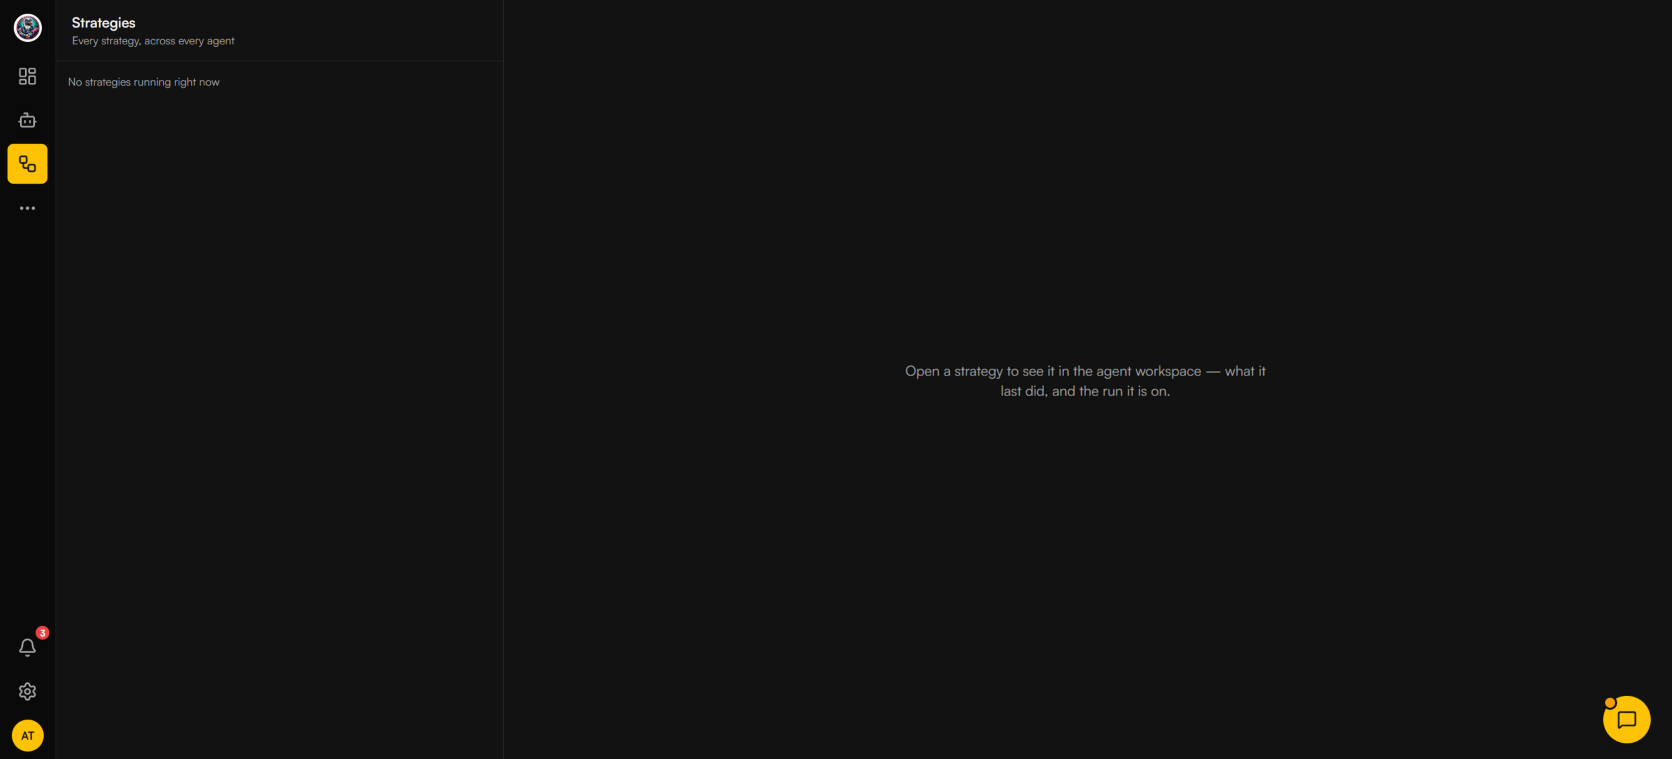 Strategies
Every strategy, across every agent
No strategies running right now
Open a strategy to see it in the agent workspace — what it
last did, and the run it is on.
3
AT